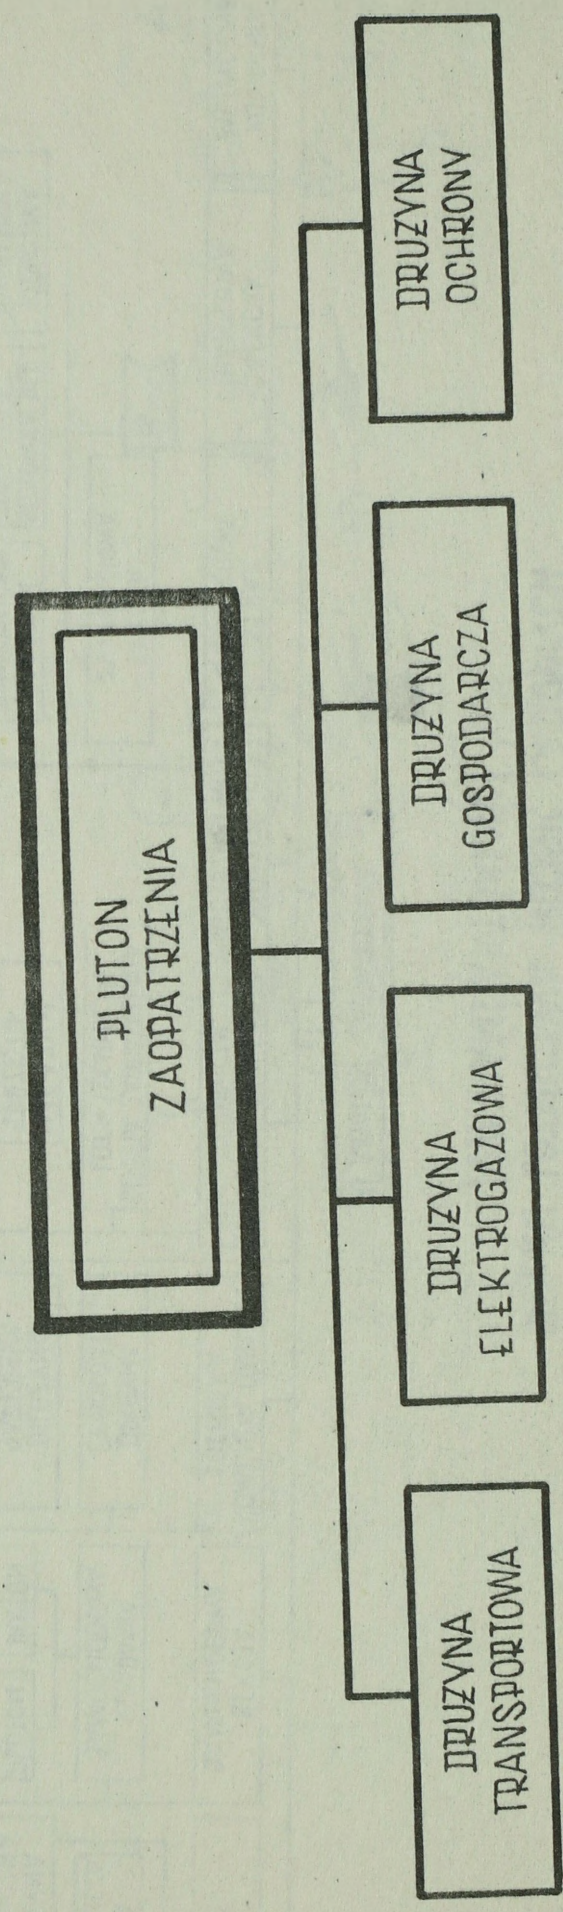 PLUTON
ZAOPATRZENIA
DRUŻYNA
TRANSPORTOWA
DRUŻYNA
ELEKTROGAZOWA
DRUŻYNA
GOSPODARCZA
DRUŻYNA
OCHRONY